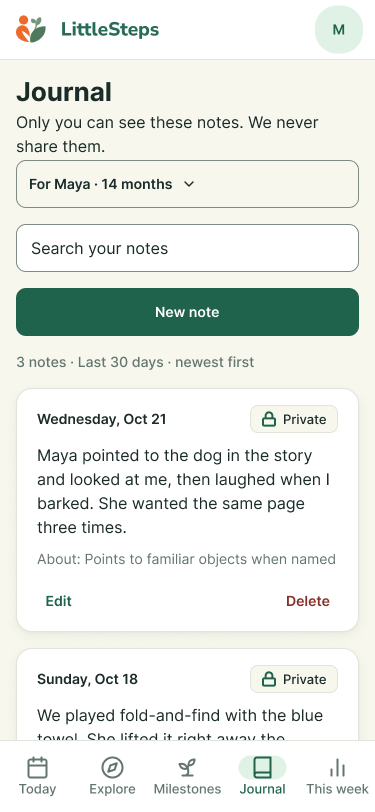 LittleSteps
M
Journal
Only you can see these notes. We never
share them.
For Maya · 14 months
Search your notes
New note
3 notes · Last 30 days · newest first
Wednesday, Oct 21
Private
Maya pointed to the dog in the story
and looked at me, then laughed when I
barked. She wanted the same page
three times.
About: Points to familiar objects when named
Edit
Delete
Sunday, Oct 18
Private
We played fold-and-find with the blue
towel. She lifted it right away the
Today
Explore
Milestones
Journal
This week